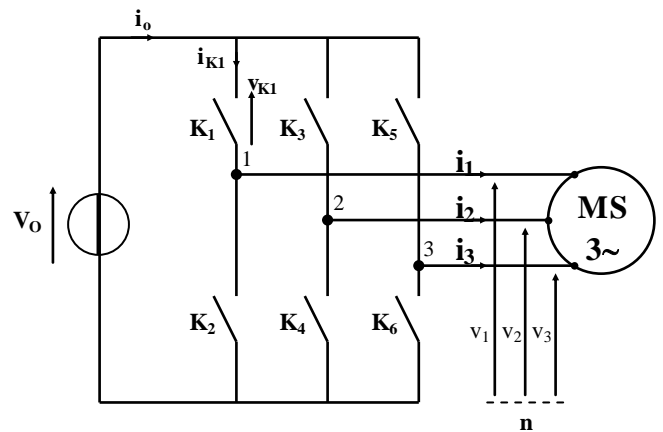 i₀
i_K1
v_K1
K₁
K₃
K₅
1
i₁
2
i₂
MS
3~
V_O
3
i₃
K₂
K₄
K₆
v₁
v₂
v₃
n